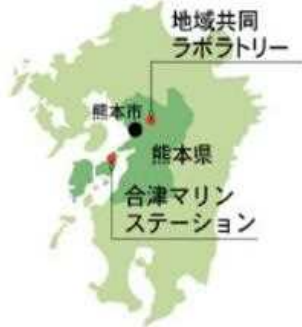 地域共同
ラボラトリー
熊本市
熊本県
合津マリン
ステーション